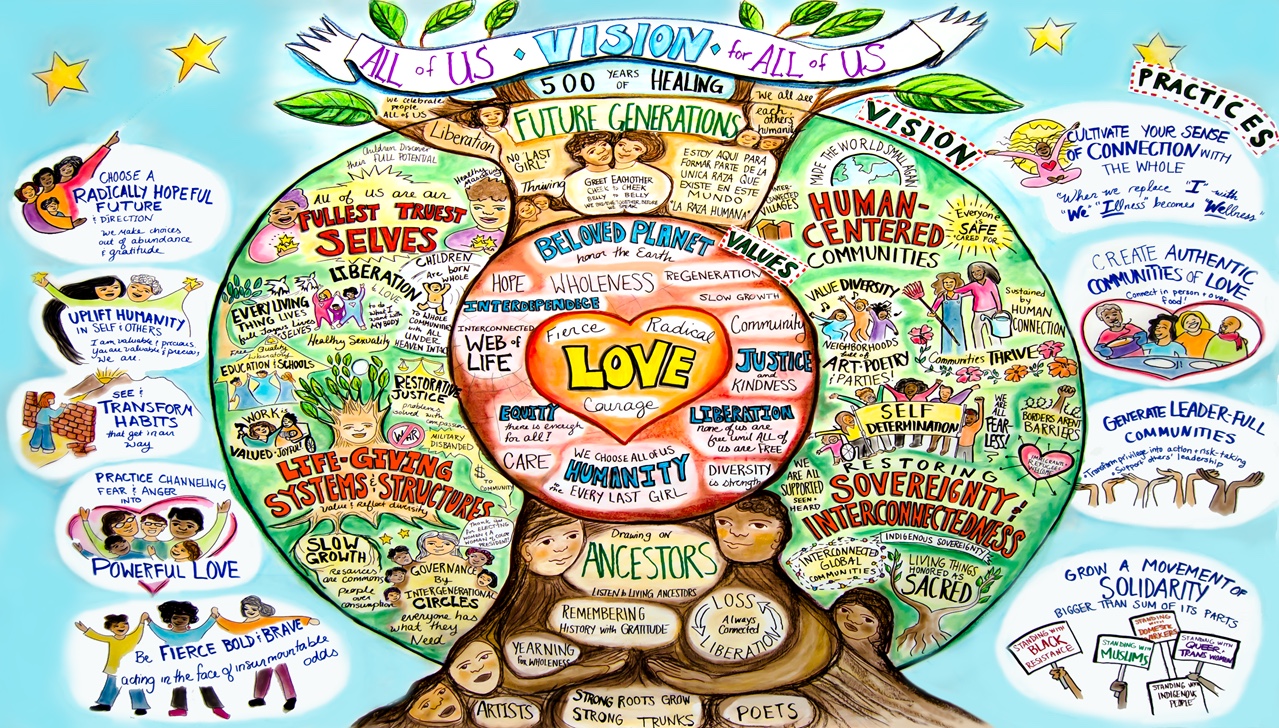 ALL of US • VISION • for ALL of US
500 YEARS OF HEALING
FUTURE GENERATIONS
we celebrate
people
ALL of US
Liberation
we all see
each
others
humanity
NO LAST
GIRL
Thriving
GREET EACHOTHER
CHEEK to CHEEK
BELLY to BELLY
WE BREATHE TOGETHER BEFORE
WE SPEAK
ESTOY AQUI PARA
FORMAR PARTE DE LA
UNICA RAZA QUE
EXISTE EN ESTE
MUNDO
"LA RAZA HUMANA"
CHOOSE A
RADICALLY HOPEFUL
FUTURE
& DIRECTION
We make choices
out of abundance
& gratitude
UPLIFT HUMANITY
IN SELF & OTHERS
I am valuable & precious.
You are valuable & precious.
We are.
SEE &
TRANSFORM
HABITS
that get in our
way
PRACTICE CHANNELING
FEAR & ANGER
INTO
POWERFUL LOVE
Be FIERCE BOLD & BRAVE
acting in the face of insurmountable
odds
Children Discover
their FULL POTENTIAL
All of us are our
FULLEST TRUEST
SELVES
Healthy
LIBERATION
& LOVE
CHILDREN
are born
WHOLE
TO WHOLE
COMMUNITIES
with ALL
UNDER
HEAVEN INTACT
EVERY LIVING
THING LIVES
full Joyous Lives
SELVES
to do
what I
want with
my BODY
Healthy Sexuality
Free Quality
Liberatory
EDUCATION & SCHOOLS
RESTORATIVE
JUSTICE
problems
solved with
compassion
WORK
VALUED & Joyful
WAR
MILITARY
DISBANDED
LIFE-GIVING
SYSTEMS & STRUCTURES
Value & Reflect diversity
$
TO
COMMUNITY
SLOW
GROWTH
Resources
are common
people
over
consumption
GOVERNANCE
BY
INTERGENERATIONAL
CIRCLES
everyone has
what they
Need
BELOVED PLANET
honor the Earth
VALUES
HOPE
WHOLENESS
REGENERATION
INTERDEPENDECE
SLOW GROWTH
INTERCONNECTED
WEB of
LIFE
Fierce
Radical
LOVE
Courage
Community
JUSTICE
and
KINDNESS
EQUITY
there is enough
for all!
LIBERATION
none of us are
free until ALL of
us are FREE
CARE
WE CHOOSE ALL of US
HUMANITY
EVERY LAST GIRL
DIVERSITY
is strength
Drawing on
ANCESTORS
LISTEN to LIVING ANCESTORS
REMEMBERING
HISTORY with GRATITUDE
LOSS
Always
Connected
LIBERATION
YEARNING
for WHOLENESS
ARTISTS
STRONG ROOTS GROW
STRONG TRUNKS
POETS
VISION
MADE THE WORLD SMALL AGAIN
INTER-
CONNECTED
VILLAGES
HUMAN-
CENTERED
COMMUNITIES
Everyone
is
SAFE
& CARED FOR
VALUE DIVERSITY
NEIGHBORHOODS
full of
ART • POETRY
& PARTIES!
Sustained
by
HUMAN
CONNECTION
Communities THRIVE
SELF
DETERMINATION
WE
ARE
ALL
FEAR-
LESS!
BORDERS AREN'T
BARRIERS
WE
ARE ALL
SUPPORTED
SEEN &
HEARD
RESTORING
SOVEREIGNTY &
INTERCONNECTEDNESS
INDIGENOUS SOVEREIGNTY
INTERCONNECTED
GLOBAL
COMMUNITIES
LIVING THINGS
HONORED AS
SACRED
PRACTICES
CULTIVATE YOUR SENSE
OF CONNECTION WITH
THE WHOLE
"When we replace "I" with
"We" "Illness" becomes "Wellness"
CREATE AUTHENTIC
COMMUNITIES OF LOVE
Connect in person & over
food!
GENERATE LEADER-FULL
COMMUNITIES
• Transform privilege into action & risk-taking
• Support others' leadership
GROW A MOVEMENT OF
SOLIDARITY
BIGGER THAN SUM OF ITS PARTS
STANDING WITH
BLACK
RESISTANCE
STANDING WITH
MUSLIMS
STANDING
WITH
DOMESTIC
WORKERS
STANDING WITH
QUEER &
TRANS WOMEN
STANDING WITH
INDIGENOUS
PEOPLE